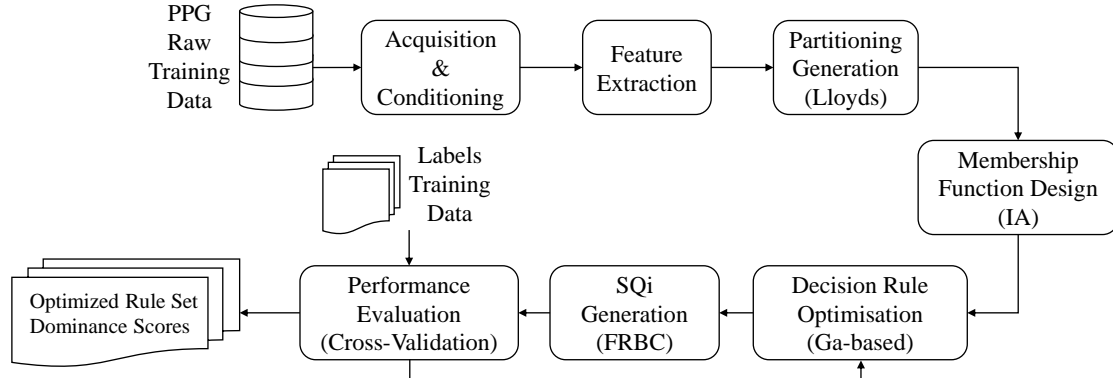 PPG
Raw
Training
Data
Acquisition
&
Conditioning
Feature
Extraction
Partitioning
Generation
(Lloyds)
Membership
Function Design
(IA)
Labels
Training
Data
Optimized Rule Set
Dominance Scores
Performance
Evaluation
(Cross-Validation)
SQi
Generation
(FRBC)
Decision Rule
Optimisation
(Ga-based)